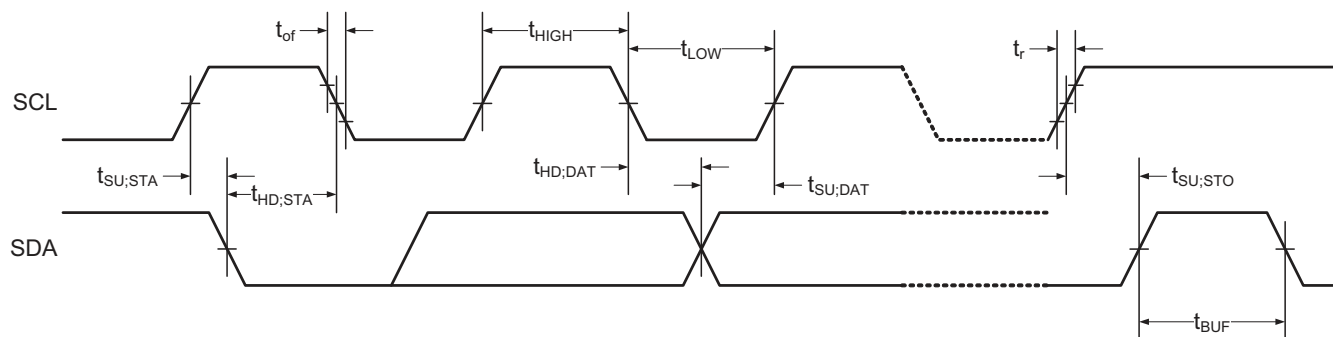 t_of
t_HIGH
t_LOW
t_r
SCL
t_SU;STA
t_HD;STA
t_HD;DAT
t_SU;DAT
t_SU;STO
SDA
t_BUF